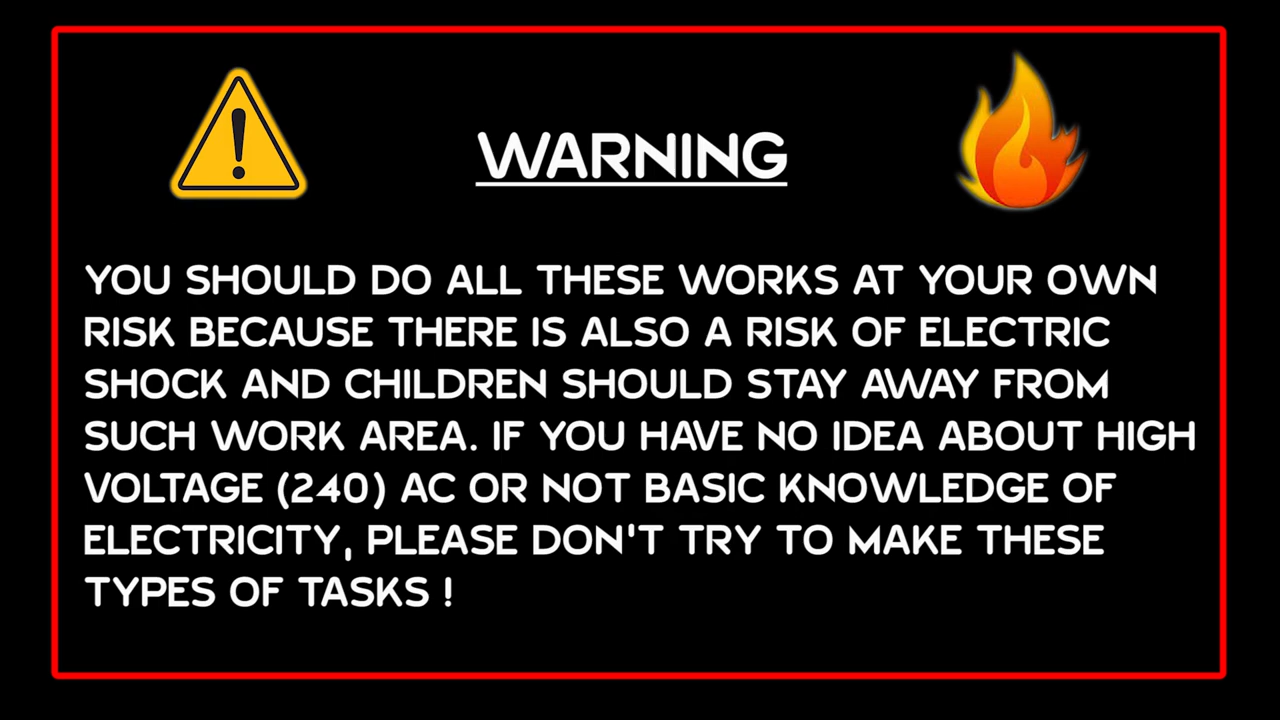 WARNING
YOU SHOULD DO ALL THESE WORKS AT YOUR OWN
RISK BECAUSE THERE IS ALSO A RISK OF ELECTRIC
SHOCK AND CHILDREN SHOULD STAY AWAY FROM
SUCH WORK AREA. IF YOU HAVE NO IDEA ABOUT HIGH
VOLTAGE (240) AC OR NOT BASIC KNOWLEDGE OF
ELECTRICITY, PLEASE DON'T TRY TO MAKE THESE
TYPES OF TASKS !